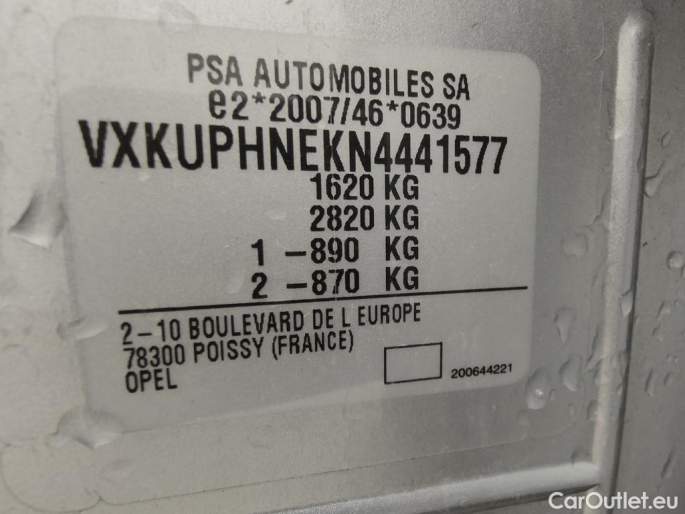 PSA AUTOMOBILES SA
e2*2007/46*0639
VXKUPHNEKN4441577
1620 KG
2820 KG
1 -890 KG
2 -870 KG
2-10 BOULEVARD DE L EUROPE
78300 POISSY (FRANCE)
OPEL
200644221
CarOutlet.eu